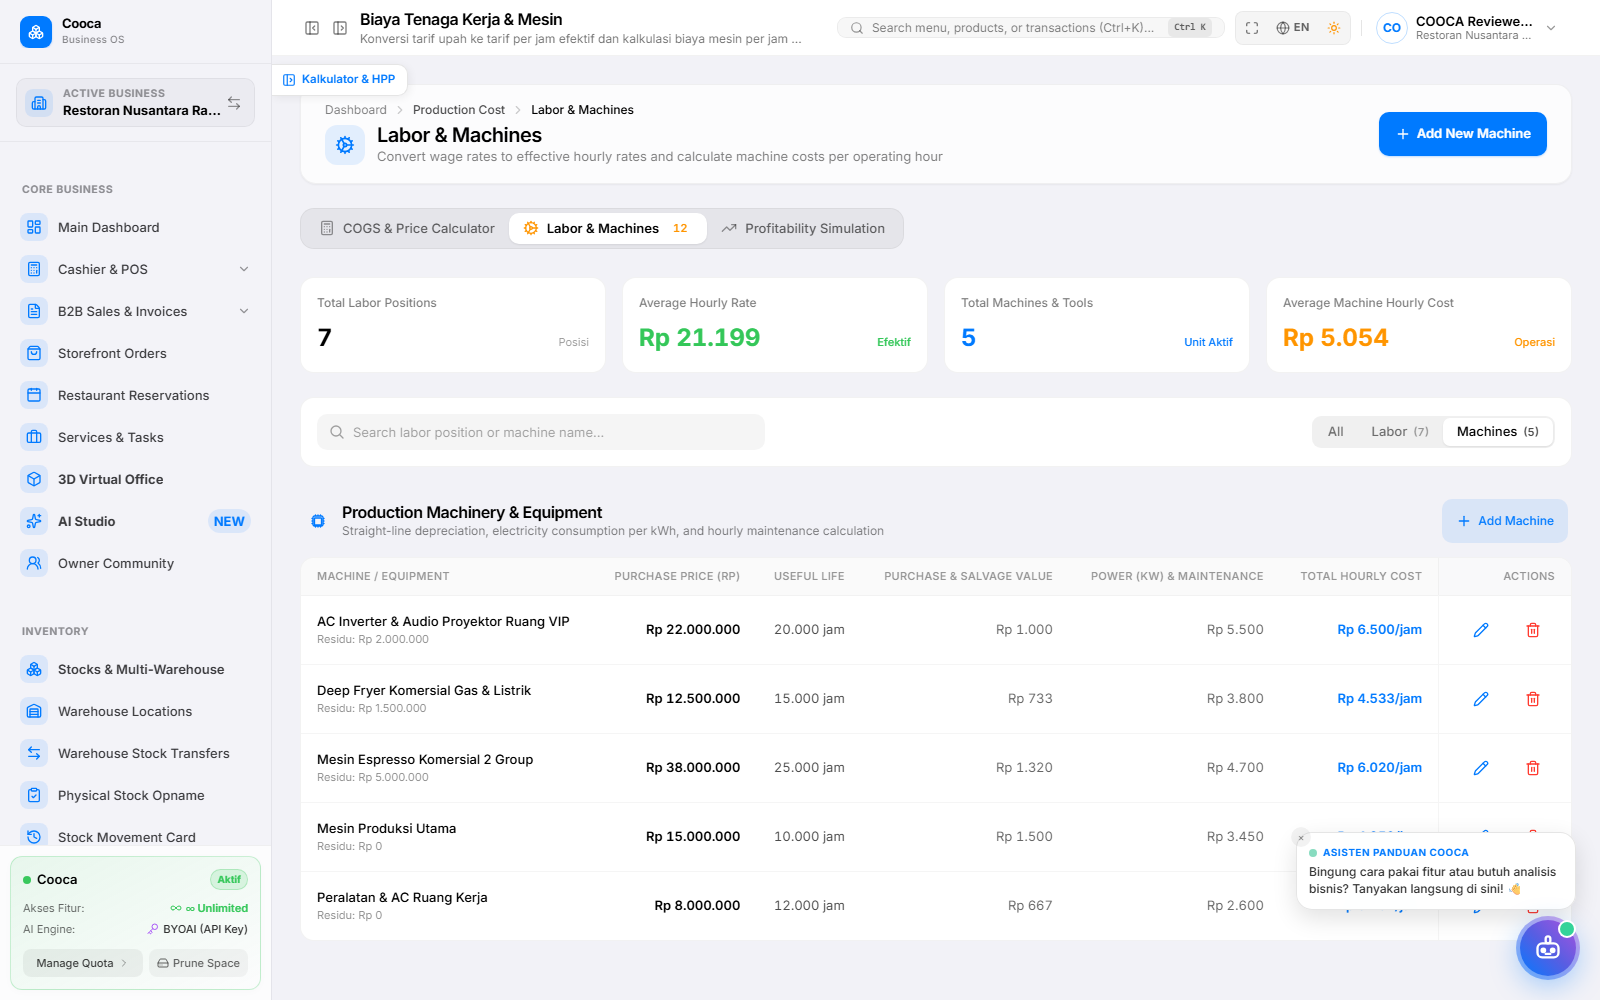 Cooca
Business OS
ACTIVE BUSINESS
Restoran Nusantara Ra...
CORE BUSINESS
Main Dashboard
Cashier & POS
B2B Sales & Invoices
Storefront Orders
Restaurant Reservations
Services & Tasks
3D Virtual Office
AI Studio NEW
Owner Community
INVENTORY
Stocks & Multi-Warehouse
Warehouse Locations
Warehouse Stock Transfers
Physical Stock Opname
Stock Movement Card
Cooca Aktif
Akses Fitur: ∞ Unlimited
AI Engine: BYOAI (API Key)
Manage Quota Prune Space
Biaya Tenaga Kerja & Mesin
Konversi tarif upah ke tarif per jam efektif dan kalkulasi biaya mesin per jam ...
Search menu, products, or transactions (Ctrl+K)... Ctrl K
EN
CO
COOCA Reviewe...
Restoran Nusantara ...
Kalkulator & HPP
Dashboard > Production Cost > Labor & Machines
Labor & Machines
Convert wage rates to effective hourly rates and calculate machine costs per operating hour
+ Add New Machine
COGS & Price Calculator Labor & Machines 12 Profitability Simulation
Total Labor Positions
7 Posisi
Average Hourly Rate
Rp 21.199 Efektif
Total Machines & Tools
5 Unit Aktif
Average Machine Hourly Cost
Rp 5.054 Operasi
Search labor position or machine name...
All Labor (7) Machines (5)
Production Machinery & Equipment
Straight-line depreciation, electricity consumption per kWh, and hourly maintenance calculation
+ Add Machine
MACHINE / EQUIPMENT PURCHASE PRICE (RP) USEFUL LIFE PURCHASE & SALVAGE VALUE POWER (KW) & MAINTENANCE TOTAL HOURLY COST ACTIONS
AC Inverter & Audio Proyektor Ruang VIP
Residu: Rp 2.000.000
Rp 22.000.000 20.000 jam Rp 1.000 Rp 5.500 Rp 6.500/jam
Deep Fryer Komersial Gas & Listrik
Residu: Rp 1.500.000
Rp 12.500.000 15.000 jam Rp 733 Rp 3.800 Rp 4.533/jam
Mesin Espresso Komersial 2 Group
Residu: Rp 5.000.000
Rp 38.000.000 25.000 jam Rp 1.320 Rp 4.700 Rp 6.020/jam
Mesin Produksi Utama
Residu: Rp 0
Rp 15.000.000 10.000 jam Rp 1.500 Rp 3.450
Peralatan & AC Ruang Kerja
Residu: Rp 0
Rp 8.000.000 12.000 jam Rp 667 Rp 2.600
ASISTEN PANDUAN COOCA
Bingung cara pakai fitur atau butuh analisis
bisnis? Tanyakan langsung di sini! 👋